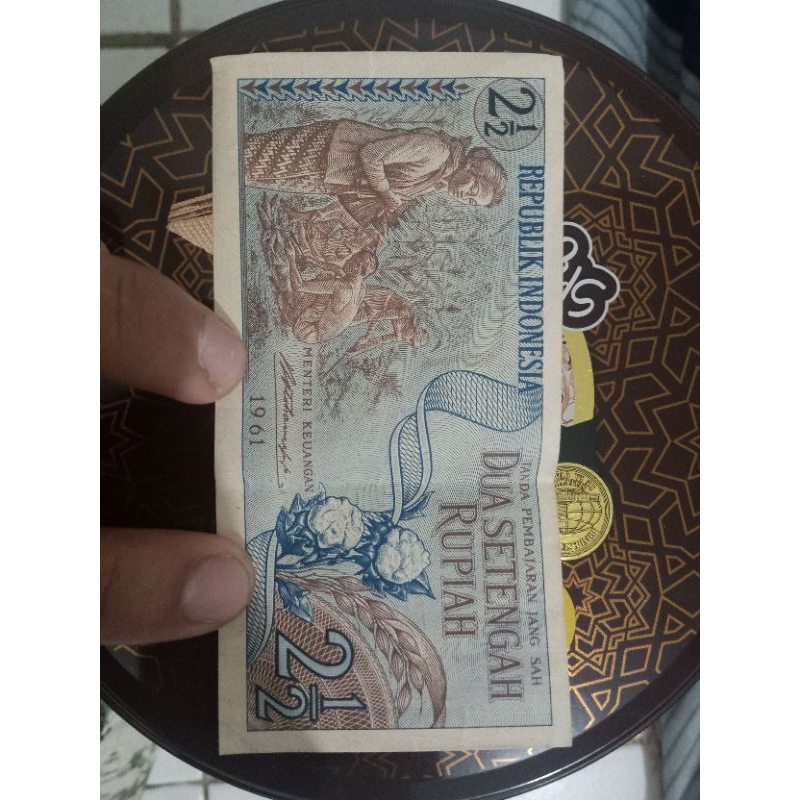 2½
REPUBLIK INDONESIA
TANDA PEMBAJARAN JANG SAH
DUA SETENGAH
RUPIAH
MENTERI KEUANGAN
1961
2½